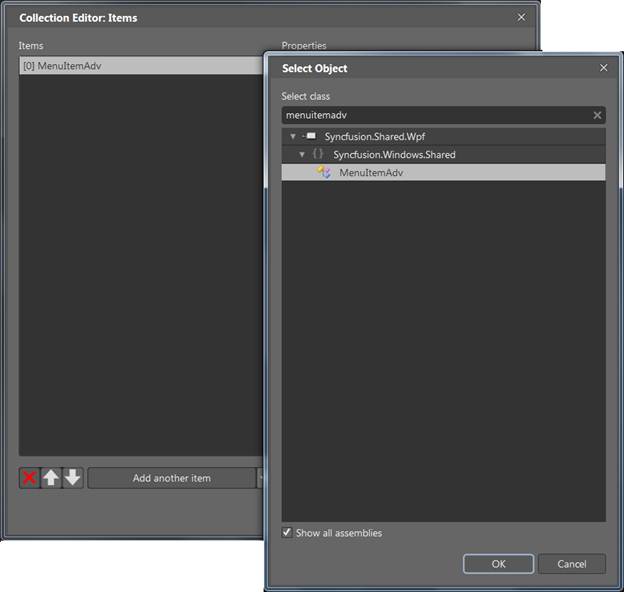 Collection Editor: Items
Items
Properties
[0] MenuItemAdv
Add another item
Select Object
Select class
menuitemadv
Syncfusion.Shared.Wpf
{ } Syncfusion.Windows.Shared
MenuItemAdv
Show all assemblies
OK
Cancel